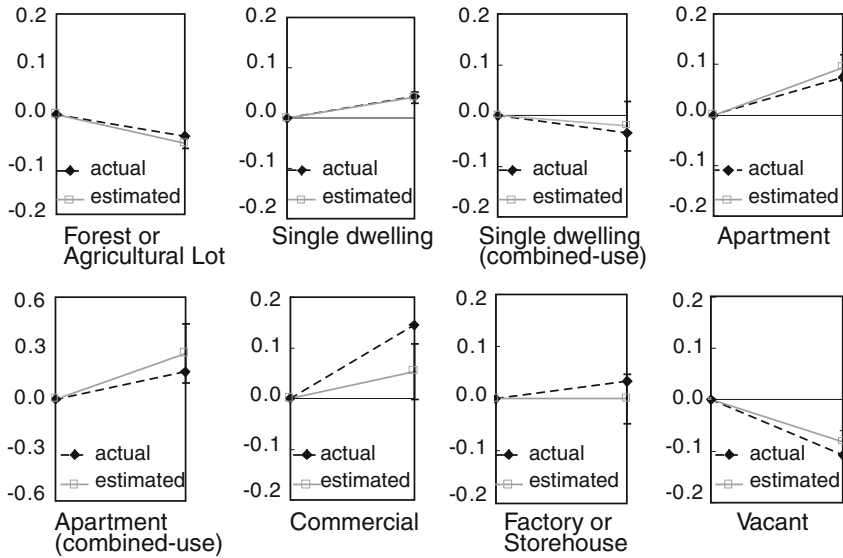 0.2
0.1
0.0
-0.1
-0.2
actual
estimated
Forest or
Agricultural Lot
0.2
0.1
0.0
-0.1
-0.2
actual
estimated
Single dwelling
0.2
0.1
0.0
-0.1
-0.2
actual
estimated
Single dwelling
(combined-use)
0.2
0.1
0.0
-0.1
-0.2
actual
estimated
Apartment
0.6
0.3
0.0
-0.3
-0.6
actual
estimated
Apartment
(combined-use)
0.2
0.1
0.0
-0.1
-0.2
actual
estimated
Commercial
0.2
0.1
0.0
-0.1
-0.2
actual
estimated
Factory or
Storehouse
0.2
0.1
0.0
-0.1
-0.2
actual
estimated
Vacant